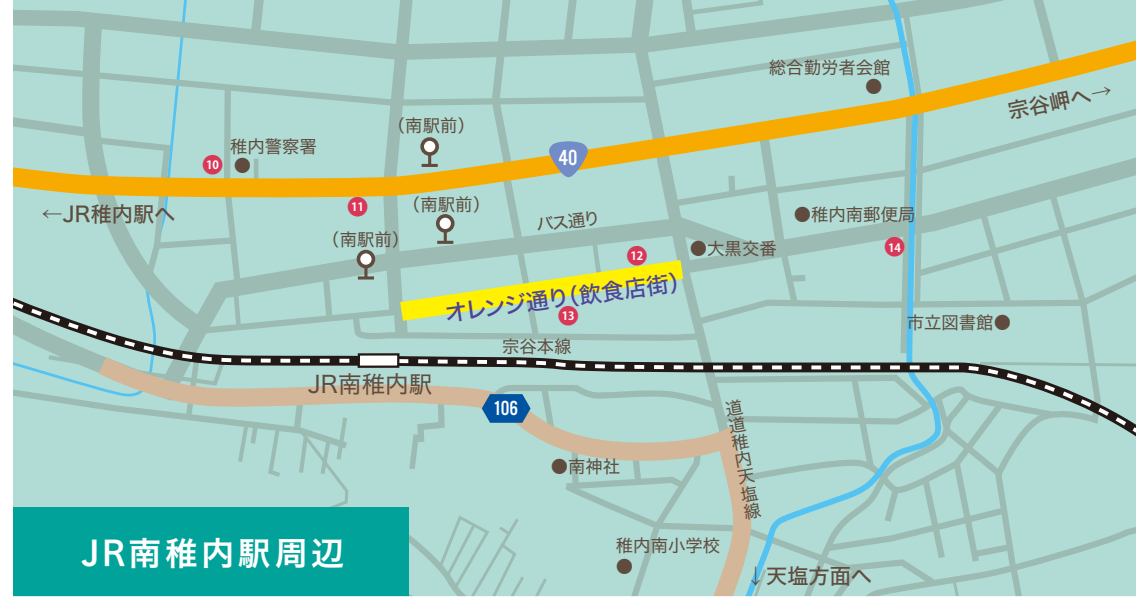 総合勤労者会館
宗谷岬へ→
(南駅前)
稚内警察署
10
40
11
←JR稚内駅へ
(南駅前)
バス通り
稚内南郵便局
(南駅前)
12
大黒交番
14
オレンジ通り(飲食店街)
13
市立図書館
宗谷本線
JR南稚内駅
106
道道稚内天塩線
南神社
稚内南小学校
↓天塩方面へ
JR南稚内駅周辺